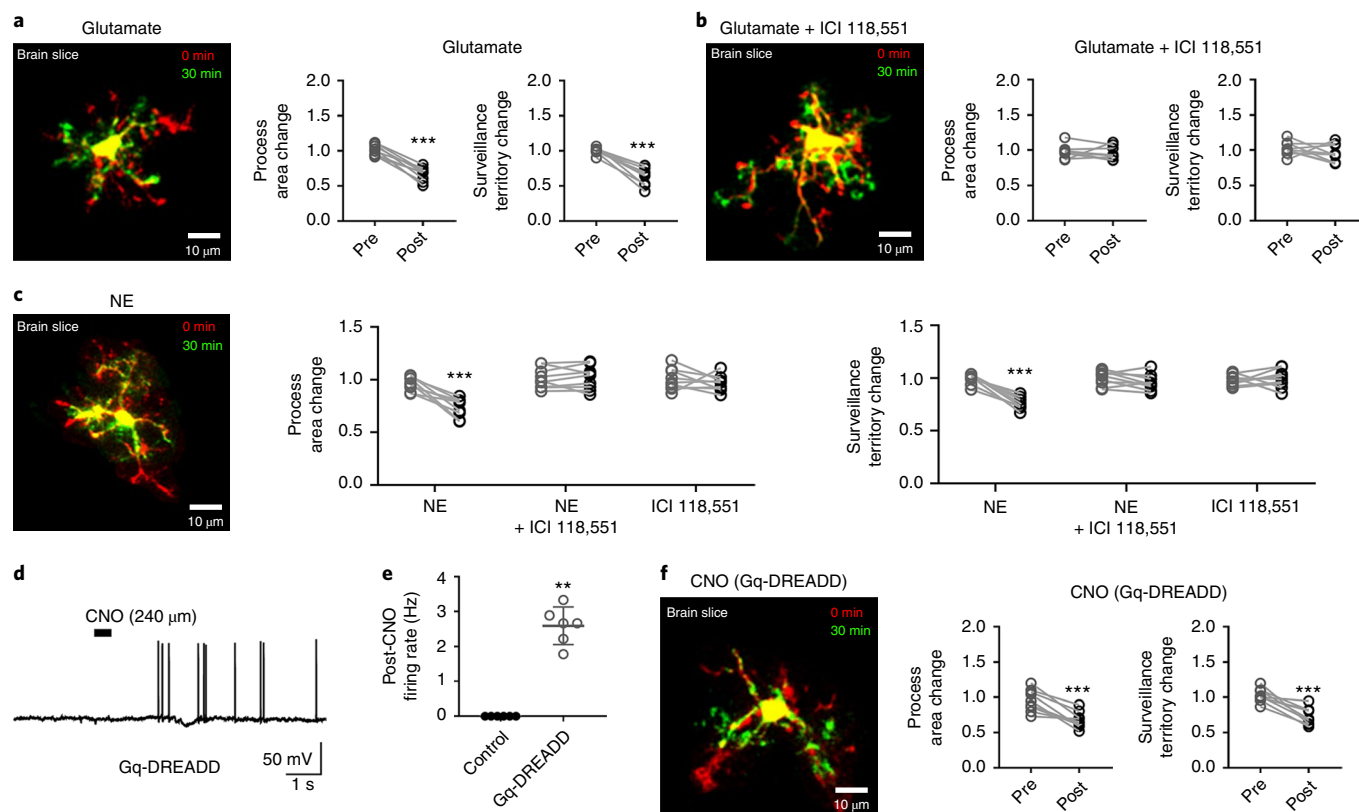 a
Glutamate
Brain slice
0 min
30 min
10 μm
Glutamate
Process
area change
2.0
1.5
1.0
0.5
0.0
***
Pre
Post
Surveillance
territory change
2.0
1.5
1.0
0.5
0.0
***
Pre
Post
b
Glutamate + ICI 118,551
Brain slice
0 min
30 min
10 μm
Glutamate + ICI 118,551
Process
area change
2.0
1.5
1.0
0.5
0.0
Pre
Post
Surveillance
territory change
2.0
1.5
1.0
0.5
0.0
Pre
Post
c
NE
Brain slice
0 min
30 min
10 μm
Process
area change
1.5
1.0
0.5
0.0
***
NE
NE
+ ICI 118,551
ICI 118,551
Surveillance
territory change
1.5
1.0
0.5
0.0
***
NE
NE
+ ICI 118,551
ICI 118,551
d
CNO (240 μm)
Gq-DREADD
50 mV
1 s
e
Post-CNO
firing rate (Hz)
4
3
2
1
0
**
Control
Gq-DREADD
f
CNO (Gq-DREADD)
Brain slice
0 min
30 min
10 μm
CNO (Gq-DREADD)
Process
area change
2.0
1.5
1.0
0.5
0.0
***
Pre
Post
Surveillance
territory change
2.0
1.5
1.0
0.5
0.0
***
Pre
Post